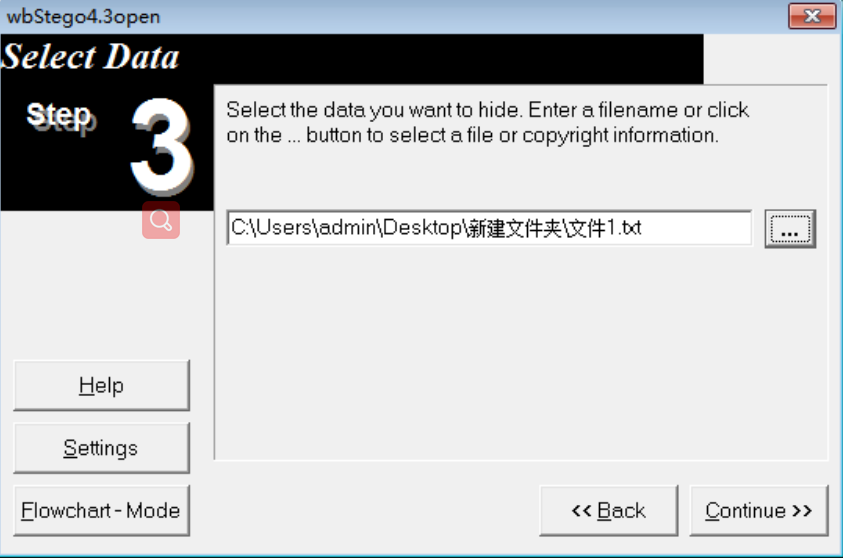 wbStego4.3open
Select Data
Step 3
Select the data you want to hide. Enter a filename or click
on the ... button to select a file or copyright information.
C:\Users\admin\Desktop\新建文件夹\文件1.txt
...
Help
Settings
Flowchart - Mode
<< Back
Continue >>